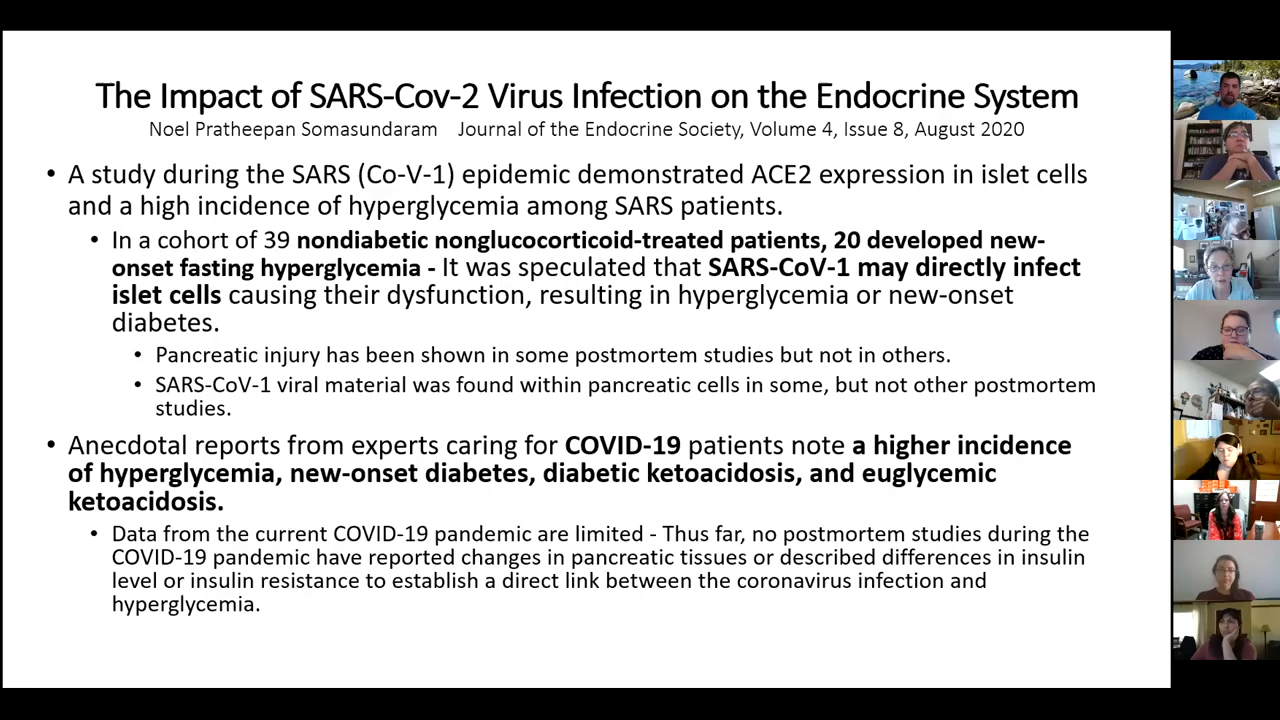 The Impact of SARS-Cov-2 Virus Infection on the Endocrine System
Noel Pratheepan Somasundaram Journal of the Endocrine Society, Volume 4, Issue 8, August 2020
• A study during the SARS (Co-V-1) epidemic demonstrated ACE2 expression in islet cells
and a high incidence of hyperglycemia among SARS patients.
• In a cohort of 39 nondiabetic nonglucocorticoid-treated patients, 20 developed new-
onset fasting hyperglycemia - It was speculated that SARS-CoV-1 may directly infect
islet cells causing their dysfunction, resulting in hyperglycemia or new-onset
diabetes.
• Pancreatic injury has been shown in some postmortem studies but not in others.
• SARS-CoV-1 viral material was found within pancreatic cells in some, but not other postmortem
studies.
• Anecdotal reports from experts caring for COVID-19 patients note a higher incidence
of hyperglycemia, new-onset diabetes, diabetic ketoacidosis, and euglycemic
ketoacidosis.
• Data from the current COVID-19 pandemic are limited - Thus far, no postmortem studies during the
COVID-19 pandemic have reported changes in pancreatic tissues or described differences in insulin
level or insulin resistance to establish a direct link between the coronavirus infection and
hyperglycemia.